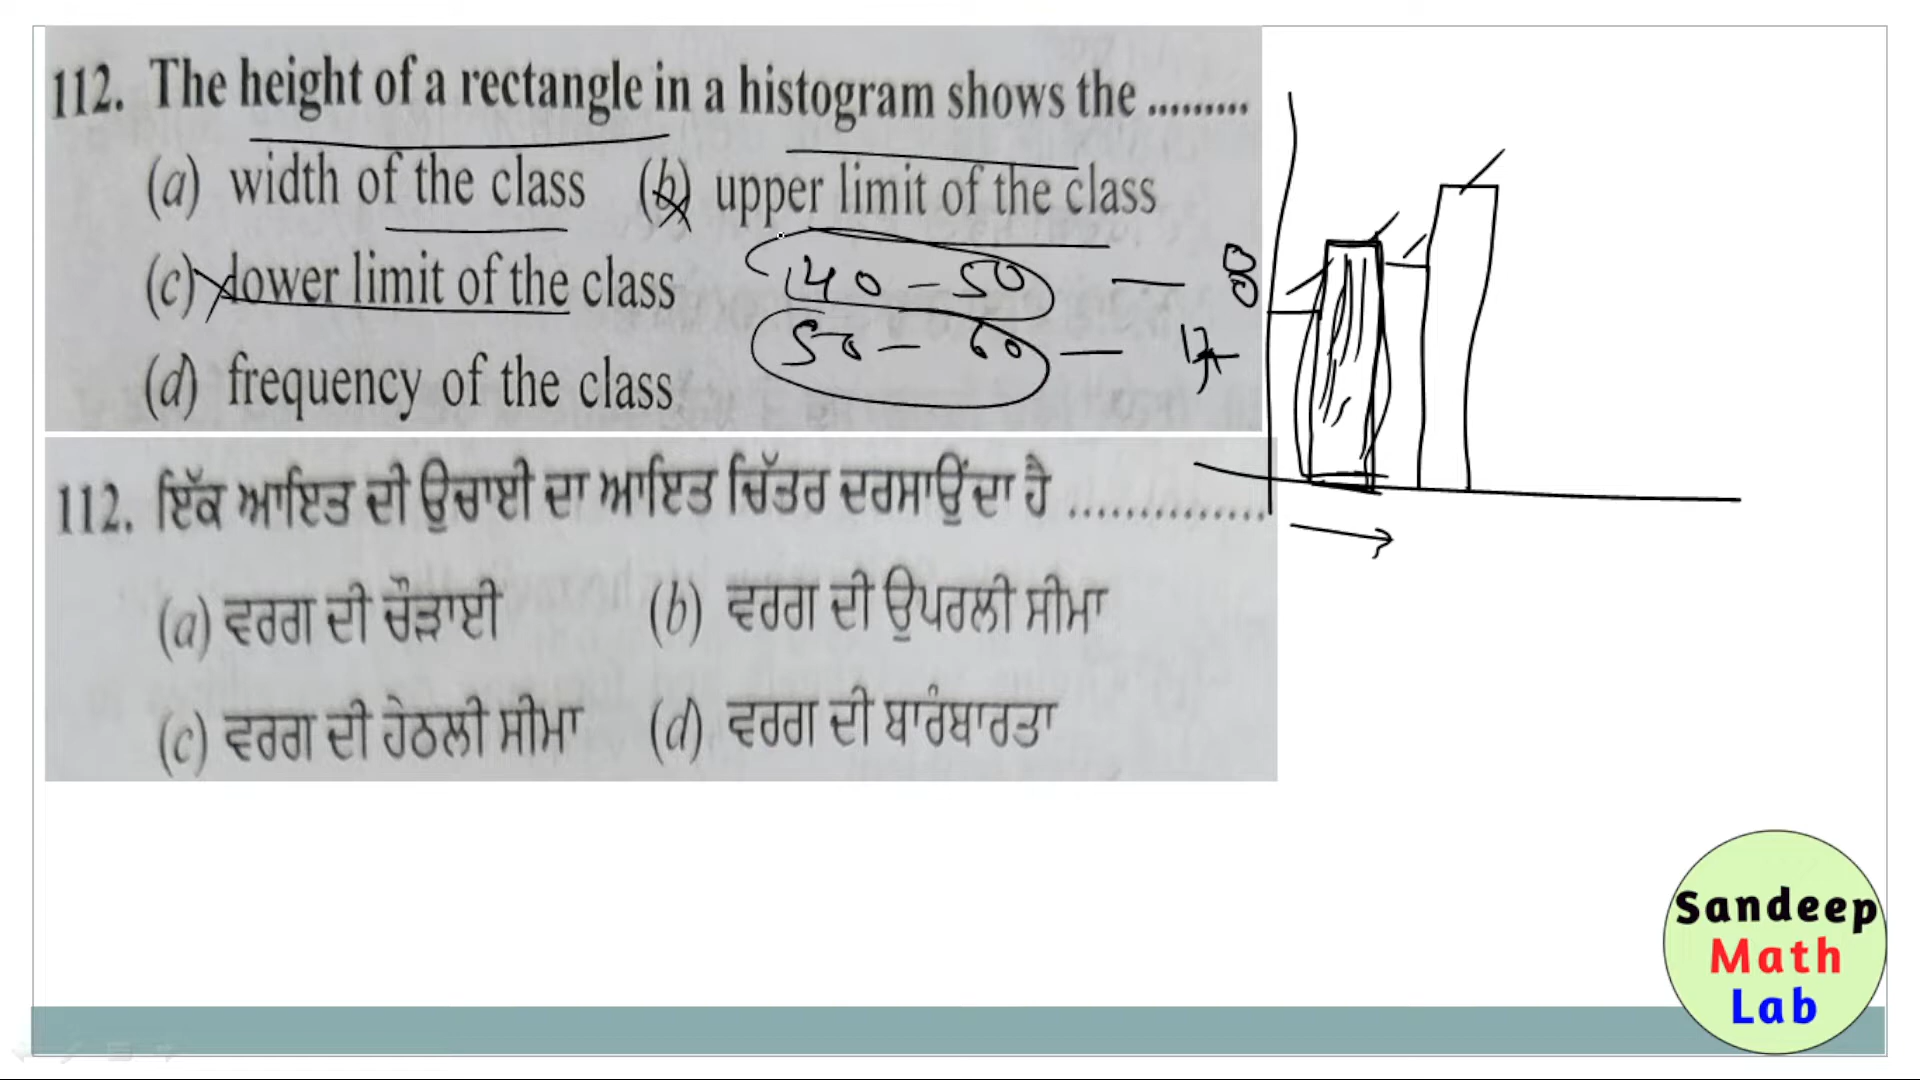 112. The height of a rectangle in a histogram shows the .........
(a) width of the class (b) upper limit of the class
(c) lower limit of the class
40 - 50 — 8
50 - 60 — 17
(d) frequency of the class
112. ਇੱਕ ਆਇਤ ਦੀ ਉਚਾਈ ਦਾ ਆਇਤ ਚਿੱਤਰ ਦਰਸਾਉਂਦਾ ਹੈ ..............
(a) ਵਰਗ ਦੀ ਚੌੜਾਈ (b) ਵਰਗ ਦੀ ਉਪਰਲੀ ਸੀਮਾ
(c) ਵਰਗ ਦੀ ਹੇਠਲੀ ਸੀਮਾ (d) ਵਰਗ ਦੀ ਬਾਰੰਬਾਰਤਾ
Sandeep
Math
Lab